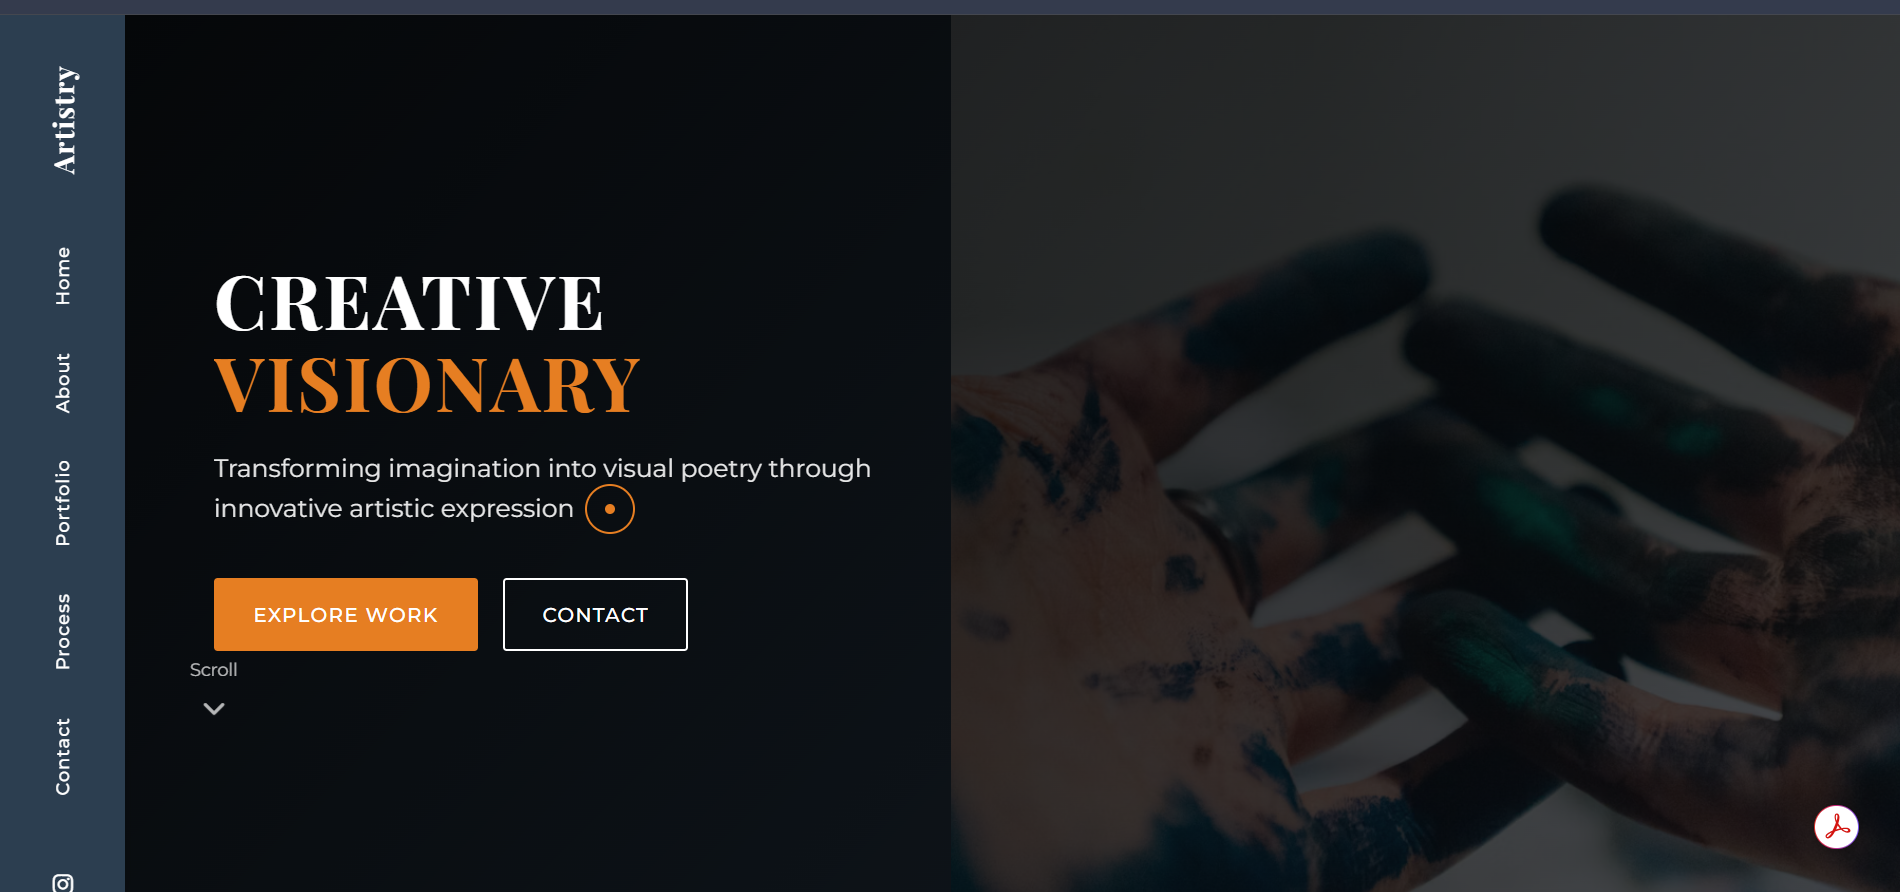 Artistry
Home
About
Portfolio
Process
Contact
CREATIVE
VISIONARY
Transforming imagination into visual poetry through
innovative artistic expression
EXPLORE WORK
CONTACT
Scroll